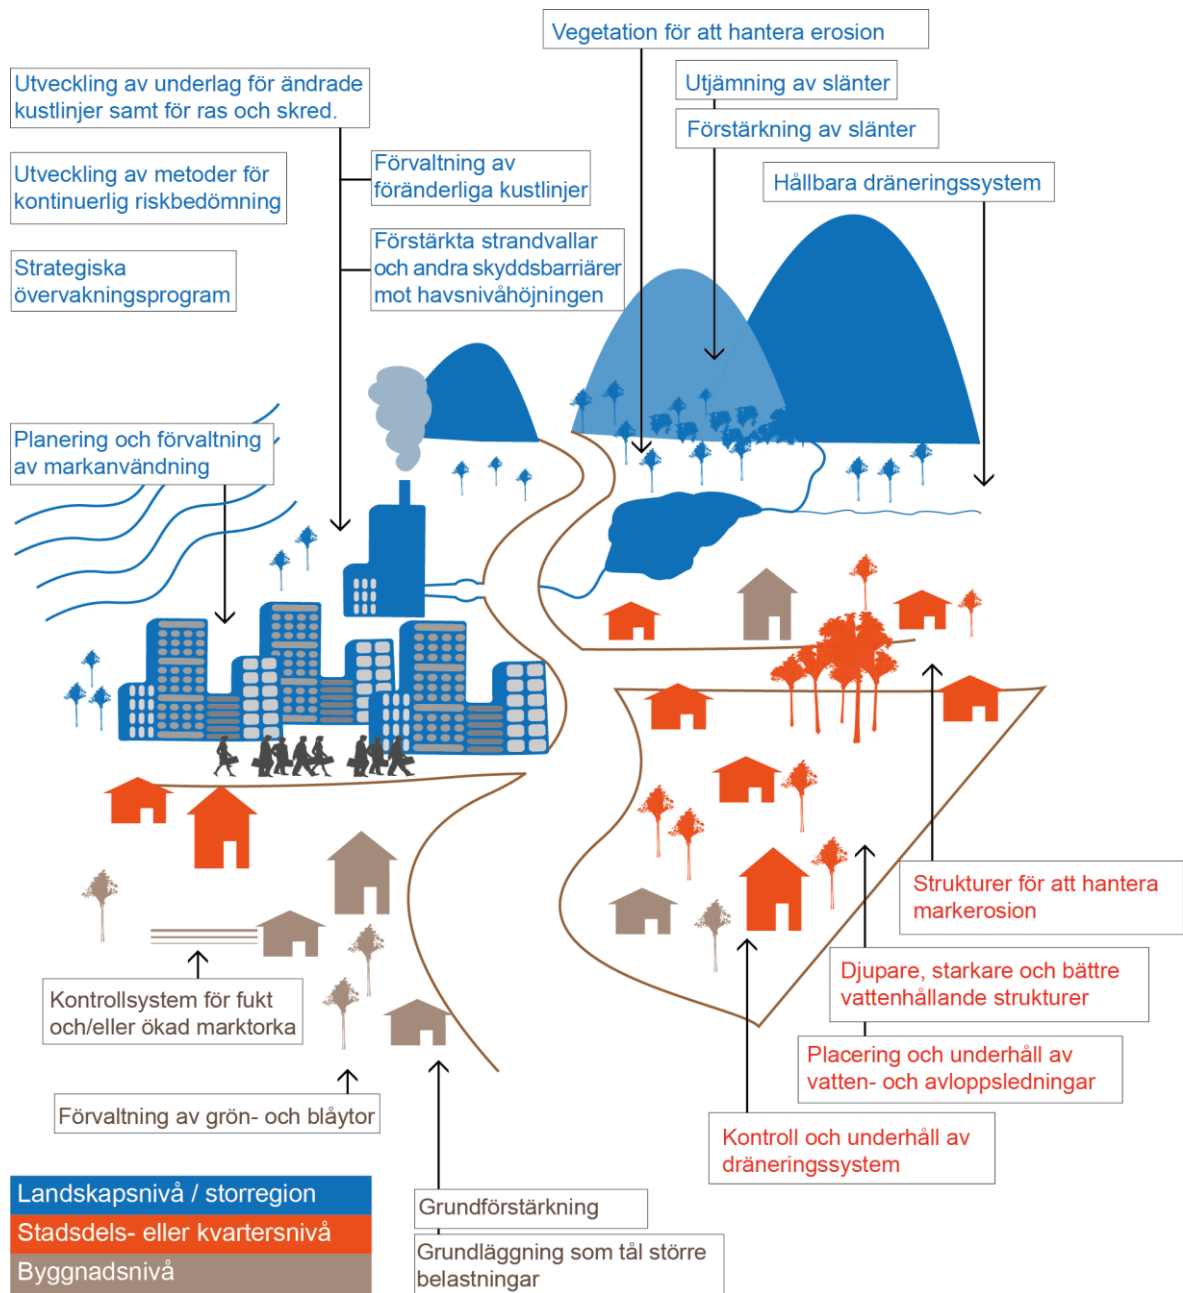 Vegetation för att hantera erosion
Utveckling av underlag för ändrade
kustlinjer samt för ras och skred.
Utjämning av slänter
Förstärkning av slänter
Utveckling av metoder för
kontinuerlig riskbedömning
Förvaltning av
föränderliga kustlinjer
Hållbara dräneringssystem
Strategiska
övervakningsprogram
Förstärkta strandvallar
och andra skyddsbarriärer
mot havsnivåhöjningen
Planering och förvaltning
av markanvändning
Strukturer för att hantera
markerosion
Djupare, starkare och bättre
vattenhållande strukturer
Kontrollsystem för fukt
och/eller ökad marktorka
Placering och underhåll av
vatten- och avloppsledningar
Förvaltning av grön- och blåytor
Kontroll och underhåll av
dräneringssystem
Landskapsnivå / storregion
Stadsdels- eller kvartersnivå
Byggnadsnivå
Grundförstärkning
Grundläggning som tål större
belastningar